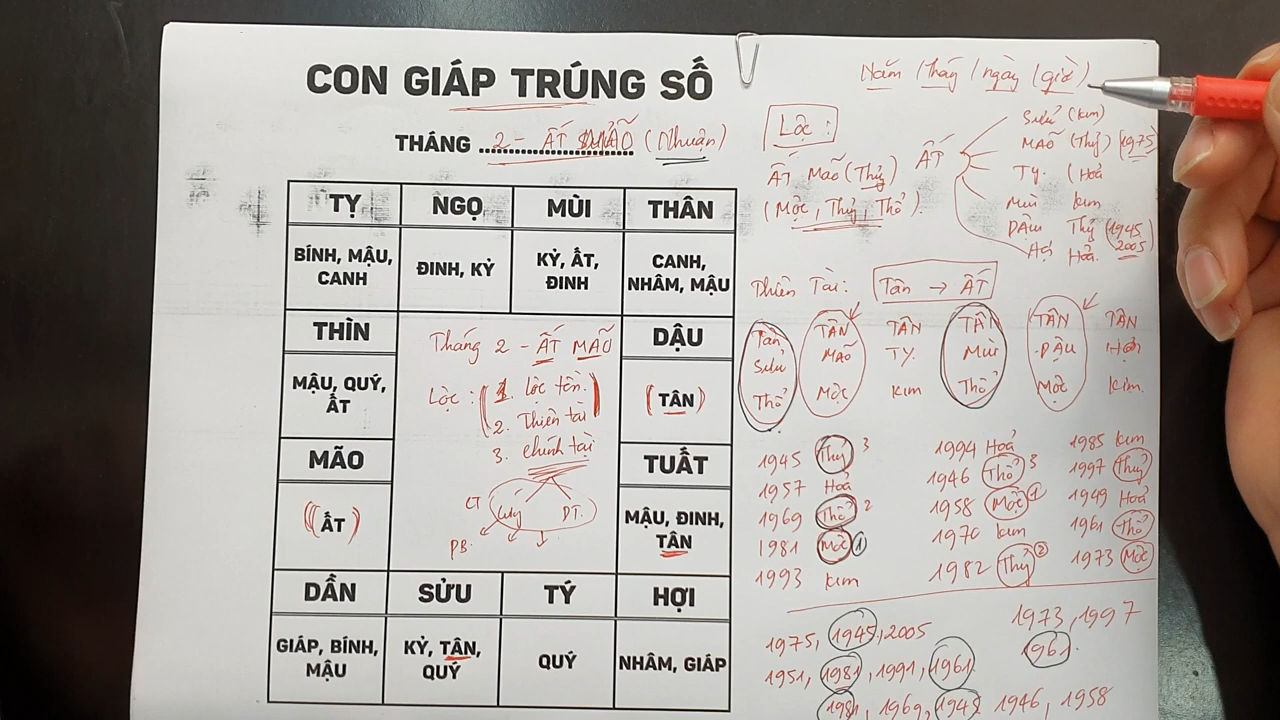 CON GIÁP TRÚNG SỐ
THÁNG 2 - ẤT MÃO (Nhuận)
TỴ NGỌ MÙI THÂN
BÍNH, MẬU, CANH
ĐINH, KỶ
KỶ, ẤT, ĐINH
CANH, NHÂM, MẬU
THÌN DẬU
MẬU, QUÝ, ẤT
(TÂN)
MÃO TUẤT
(ẤT)
MẬU, ĐINH, TÂN
DẦN SỬU TÝ HỢI
GIÁP, BÍNH, MẬU
KỶ, TÂN, QUÝ
QUÝ
NHÂM, GIÁP
Tháng 2 - ẤT MÃO
Lộc : 1. Lộc tồn
2. Thiên tài
3. chính tài
CT Quý DT.
PB.
Năm / tháng / ngày / giờ
Lộc :
ẤT Mão (Thủy)
(Mộc, Thủy, Thổ).
ẤT
Sửu (Kim)
MÃO (Thủy) (1975)
Tỵ (Hoả
Mùi Kim
DẬU Thủy (1945 2005)
Hợi Hoả.
Thiên Tài: Tân → ẤT
Tân TÂN TÂN TÂN TÂN TÂN
Sửu MÃO TỴ. Mùi DẬU Hợi
Thổ Mộc Kim Thổ Mộc Kim.
1945 Thủy 3
1957 Hoả
1969 Thổ 2
1981 Mộc 1
1993 Kim
1994 Hoả
1946 Thổ 3
1958 Mộc 1
1970 Kim
1982 Thủy 2
1985 Kim
1997 Thủy
1949 Hoả
1961 Thổ
1973 Mộc
1975, 1945, 2005
1951, 1981, 1991, 1961
1981, 1969, 1945 1946, 1958
1973, 1997
1961.